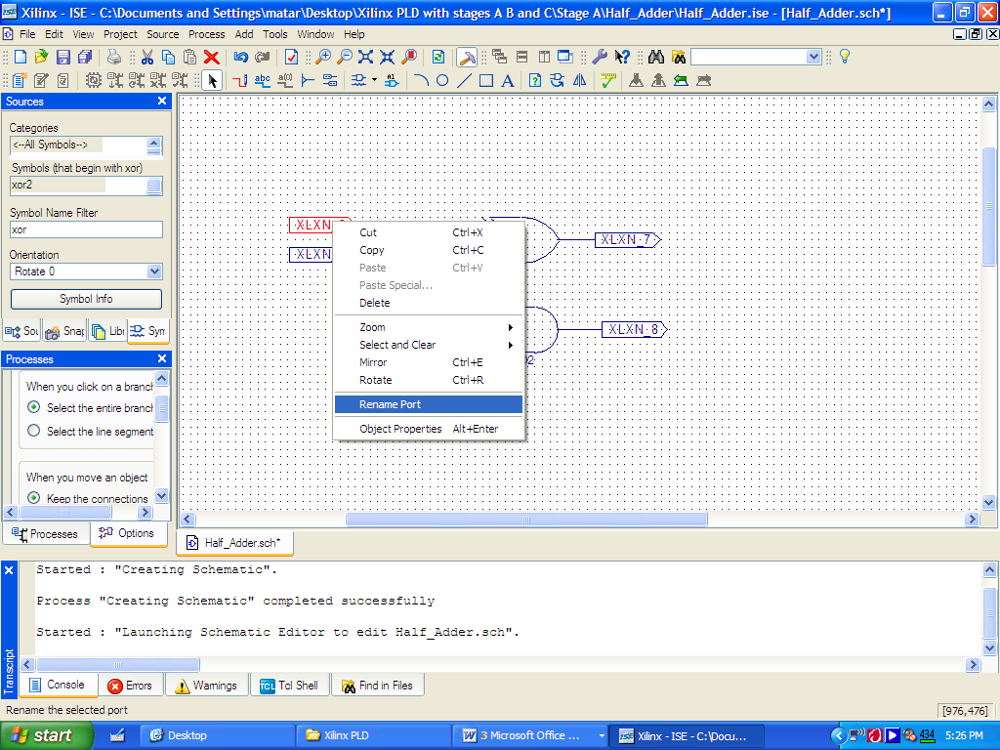 Xilinx - ISE - C:\Documents and Settings\matar\Desktop\Xilinx PLD with stages A B and C\Stage A\Half_Adder\Half_Adder.ise - [Half_Adder.sch*]
File Edit View Project Source Process Add Tools Window Help
Sources
Categories
<--All Symbols-->
Symbols (that begin with xor)
xor2
Symbol Name Filter
xor
Orientation
Rotate 0
Symbol Info
Sou Snap Libr Sym
Processes
When you click on a branch
Select the entire branch
Select the line segment
When you move an object
Keep the connections
Processes Options
XLXN
XLXN
XLXN_7
XLXN_8
Cut Ctrl+X
Copy Ctrl+C
Paste Ctrl+V
Paste Special...
Delete
Zoom
Select and Clear
Mirror Ctrl+E
Rotate Ctrl+R
Rename Port
Object Properties Alt+Enter
Half_Adder.sch*
Started : "Creating Schematic".
Process "Creating Schematic" completed successfully
Started : "Launching Schematic Editor to edit Half_Adder.sch".
Transcript
Console Errors Warnings TCL Tcl Shell Find in Files
Rename the selected port [976,476]
start Desktop Xilinx PLD 3 Microsoft Office ... ISE Xilinx - ISE - C:\Docu... 434 5:26 PM